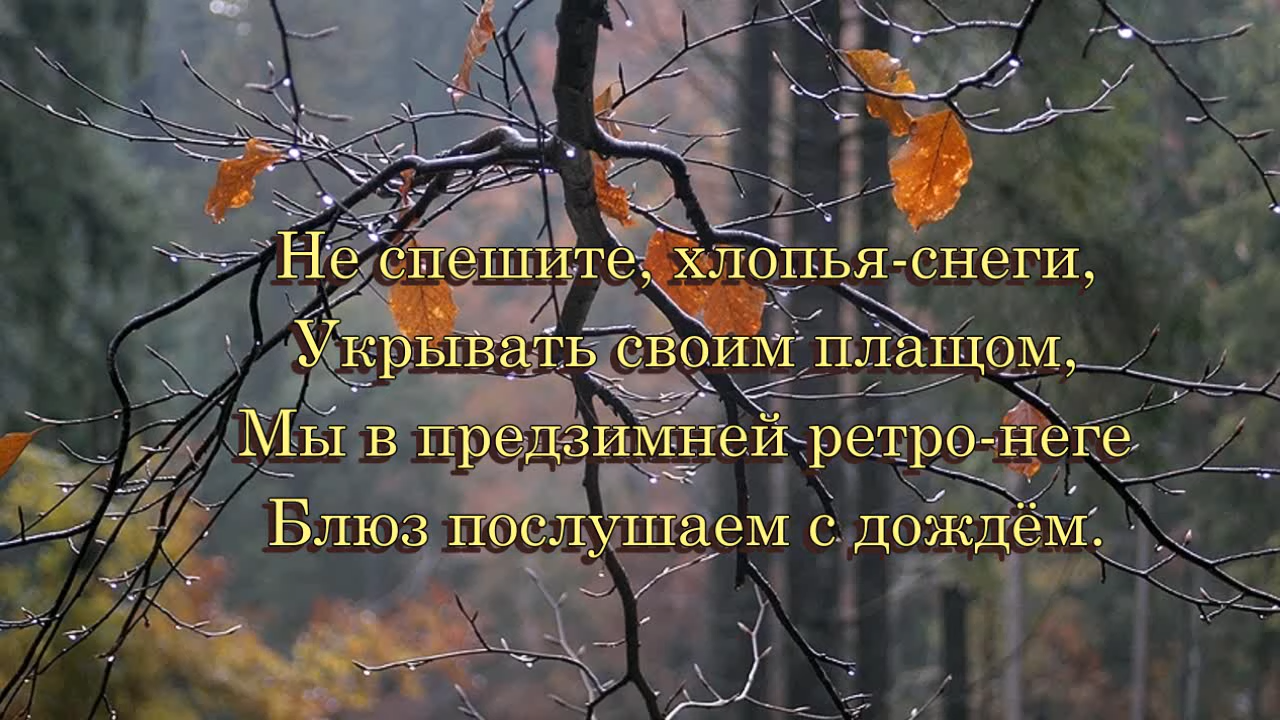 Не спешите, хлопья-снеги,
Укрывать своим плащом,
Мы в предзимней ретро-неге
Блюз послушаем с дождём.